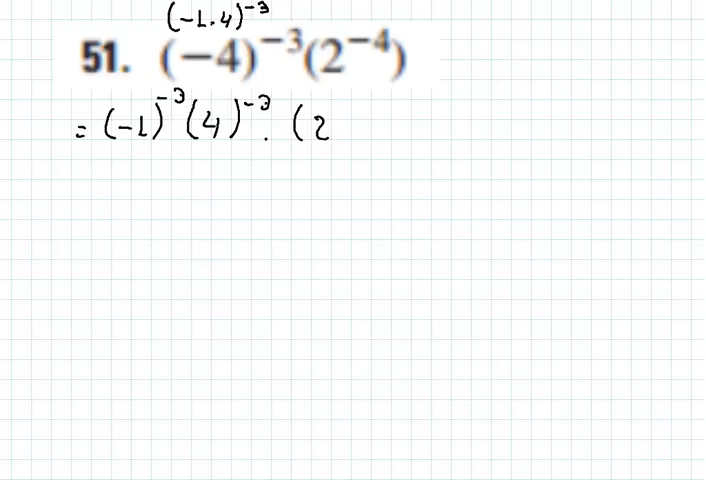 (-1.4)^-3
51. (−4)^−3(2^−4)
= (-1)^-3 (4)^-3 . (2